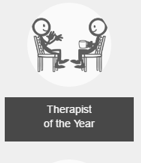 Therapist
of the Year